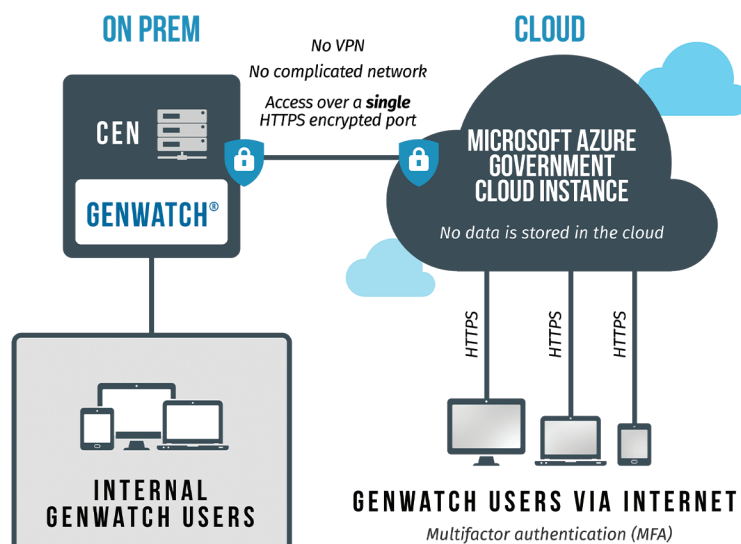 ON PREM
CLOUD
No VPN
No complicated network
Access over a single
HTTPS encrypted port
CEN
GENWATCH®
MICROSOFT AZURE
GOVERNMENT
CLOUD INSTANCE
No data is stored in the cloud
HTTPS
HTTPS
HTTPS
INTERNAL
GENWATCH USERS
GENWATCH USERS VIA INTERNET
Multifactor authentication (MFA)